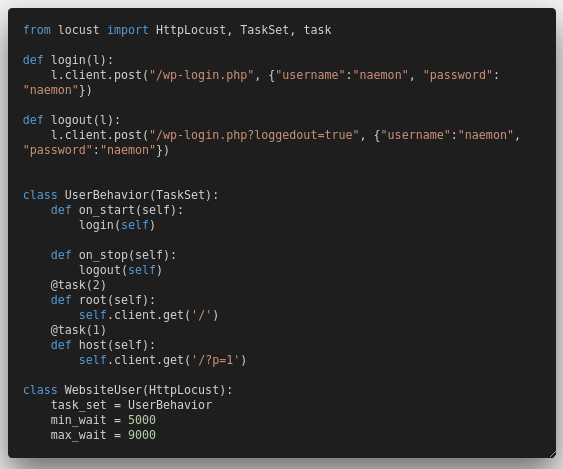 from locust import HttpLocust, TaskSet, task

def login(l):
    l.client.post("/wp-login.php", {"username":"naemon", "password":
"naemon"})

def logout(l):
    l.client.post("/wp-login.php?loggedout=true", {"username":"naemon",
"password":"naemon"})


class UserBehavior(TaskSet):
    def on_start(self):
        login(self)

    def on_stop(self):
        logout(self)
    @task(2)
    def root(self):
        self.client.get('/')
    @task(1)
    def host(self):
        self.client.get('/?p=1')

class WebsiteUser(HttpLocust):
    task_set = UserBehavior
    min_wait = 5000
    max_wait = 9000